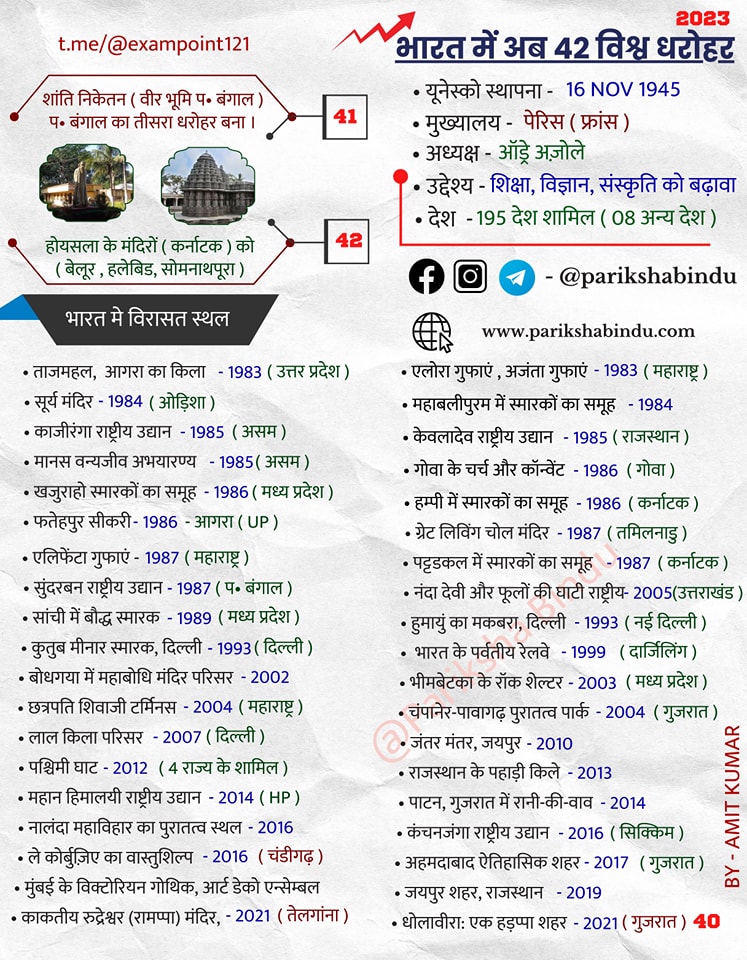 2023
t.me/@exampoint121
भारत में अब 42 विश्व धरोहर
शांति निकेतन ( वीर भूमि प॰ बंगाल )
प॰ बंगाल का तीसरा धरोहर बना ।
41
होयसला के मंदिरों ( कर्नाटक ) को
( बेलूर , हलेबिड, सोमनाथपूरा )
42
• यूनेस्को स्थापना - 16 NOV 1945
• मुख्यालय - पेरिस ( फ्रांस )
• अध्यक्ष - ऑड्रे अज़ोले
• उद्देश्य - शिक्षा, विज्ञान, संस्कृति को बढ़ावा
• देश - 195 देश शामिल ( 08 अन्य देश )
- @parikshabindu
www.parikshabindu.com
भारत मे विरासत स्थल
• ताजमहल, आगरा का किला - 1983 ( उत्तर प्रदेश )
• सूर्य मंदिर - 1984 ( ओड़िशा )
• काजीरंगा राष्ट्रीय उद्यान - 1985 ( असम )
• मानस वन्यजीव अभयारण्य - 1985 ( असम )
• खजुराहो स्मारकों का समूह - 1986 ( मध्य प्रदेश )
• फतेहपुर सीकरी - 1986 - आगरा ( UP )
• एलिफेंटा गुफाएं - 1987 ( महाराष्ट्र )
• सुंदरबन राष्ट्रीय उद्यान - 1987 ( प॰ बंगाल )
• सांची में बौद्ध स्मारक - 1989 ( मध्य प्रदेश )
• कुतुब मीनार स्मारक, दिल्ली - 1993 ( दिल्ली )
• बोधगया में महाबोधि मंदिर परिसर - 2002
• छत्रपति शिवाजी टर्मिनस - 2004 ( महाराष्ट्र )
• लाल किला परिसर - 2007 ( दिल्ली )
• पश्चिमी घाट - 2012 ( 4 राज्य के शामिल )
• महान हिमालयी राष्ट्रीय उद्यान - 2014 ( HP )
• नालंदा महाविहार का पुरातत्व स्थल - 2016
• ले कोर्बुज़िए का वास्तुशिल्प - 2016 ( चंडीगढ़ )
• मुंबई के विक्टोरियन गोथिक, आर्ट डेको एन्सेम्बल
• काकतीय रुद्रेश्वर (रामप्पा) मंदिर, - 2021 ( तेलगांना )
• एलोरा गुफाएं , अजंता गुफाएं - 1983 ( महाराष्ट्र )
• महाबलीपुरम में स्मारकों का समूह - 1984
• केवलादेव राष्ट्रीय उद्यान - 1985 ( राजस्थान )
• गोवा के चर्च और कॉन्वेंट - 1986 ( गोवा )
• हम्पी में स्मारकों का समूह - 1986 ( कर्नाटक )
• ग्रेट लिविंग चोल मंदिर - 1987 ( तमिलनाडु )
• पट्टडकल में स्मारकों का समूह - 1987 ( कर्नाटक )
• नंदा देवी और फूलों की घाटी राष्ट्रीय- 2005(उत्तराखंड )
• हुमायुं का मकबरा, दिल्ली - 1993 ( नई दिल्ली )
• भारत के पर्वतीय रेलवे - 1999 ( दार्जिलिंग )
• भीमबेटका के रॉक शेल्टर - 2003 ( मध्य प्रदेश )
• चंपानेर-पावागढ़ पुरातत्व पार्क - 2004 ( गुजरात )
• जंतर मंतर, जयपुर - 2010
• राजस्थान के पहाड़ी किले - 2013
• पाटन, गुजरात में रानी-की-वाव - 2014
• कंचनजंगा राष्ट्रीय उद्यान - 2016 ( सिक्किम )
• अहमदाबाद ऐतिहासिक शहर - 2017 ( गुजरात )
• जयपुर शहर, राजस्थान - 2019
• धोलावीरा: एक हड़प्पा शहर - 2021 ( गुजरात ) 40
@Pariksha Bindu
BY - AMIT KUMAR